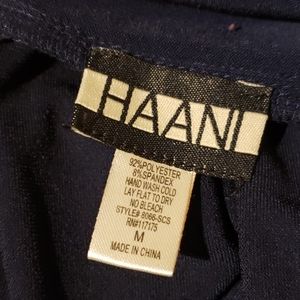 HAANI
92%POLYESTER
8%SPANDEX
HAND WASH COLD
LAY FLAT TO DRY
NO BLEACH
STYLE# 8066-SCS
RN#117175
M
MADE IN CHINA